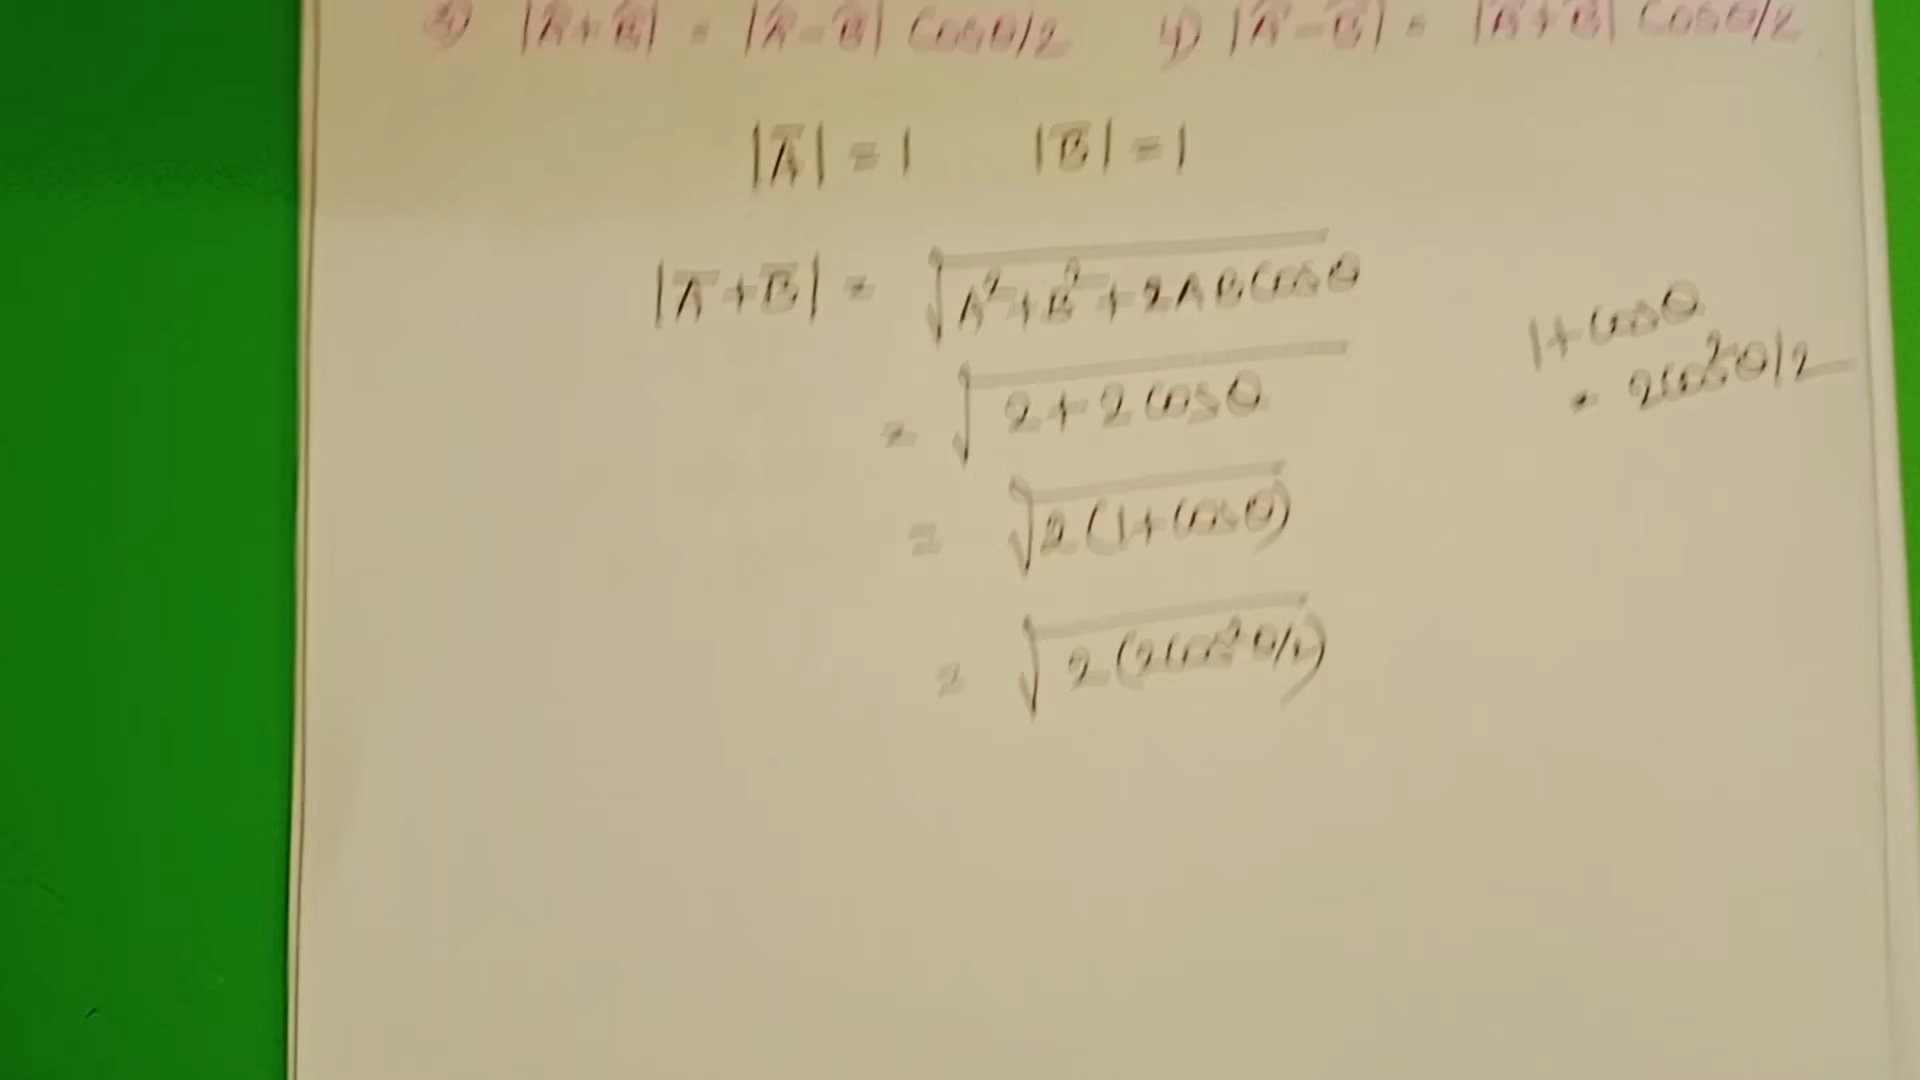 3) |A̅+B̅| = |A̅-B̅| Cosθ/2 4) |A̅-B̅| = |A̅+B̅| Cosθ/2
|A̅| = 1 |B̅| = 1
|A̅+B̅| = √A²+B²+2ABCosθ
= √2+2Cosθ
1+Cosθ
= 2Cos²θ/2
= √2(1+Cosθ)
= √2(2Cos²θ/2)